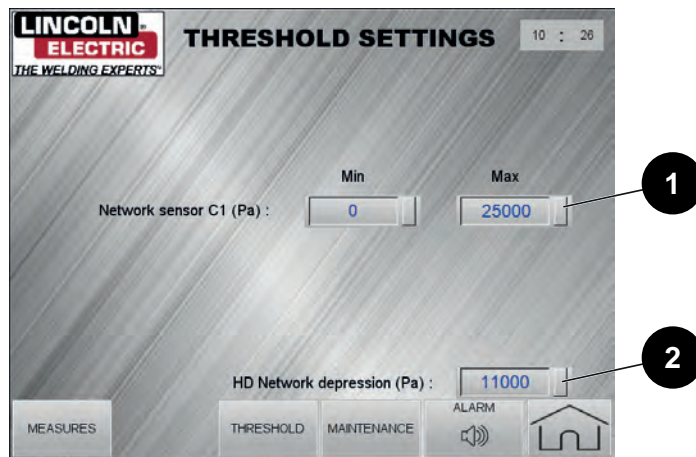 LINCOLN
ELECTRIC
THE WELDING EXPERTS®
THRESHOLD SETTINGS
10 : 26
Min Max
Network sensor C1 (Pa) : 0 25000
1
HD Network depression (Pa) : 11000
2
MEASURES THRESHOLD MAINTENANCE ALARM